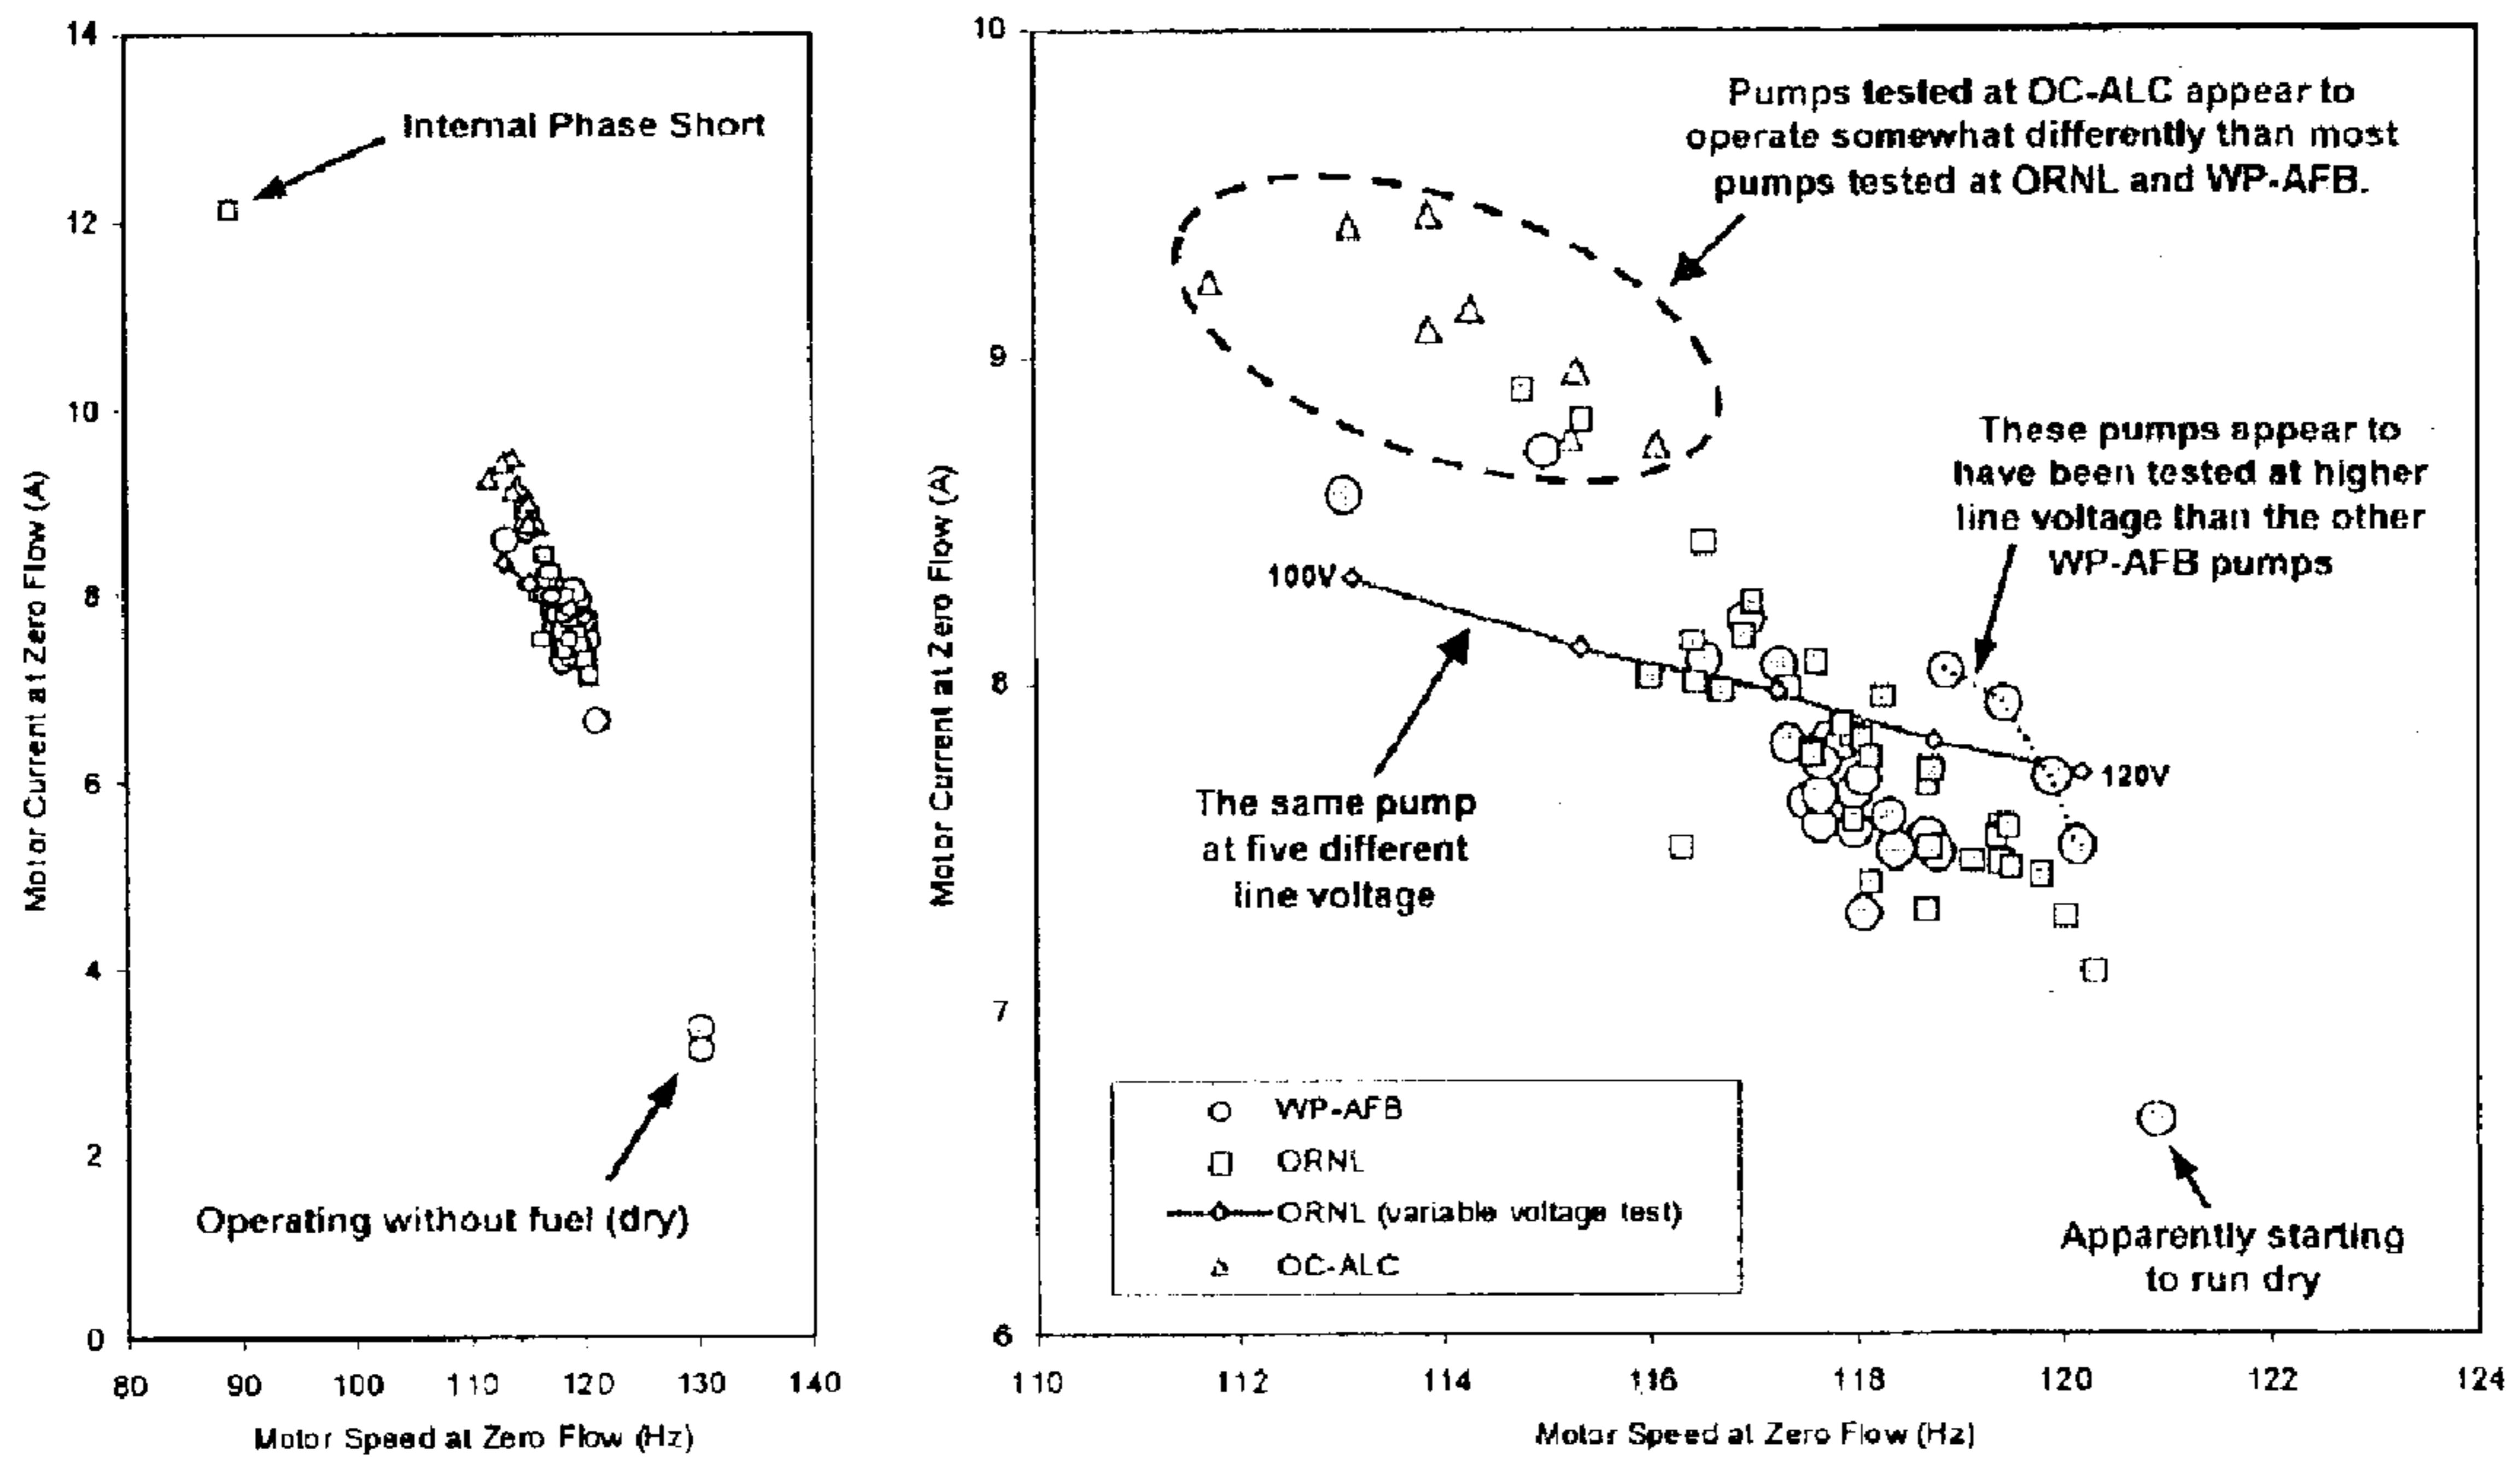 14
12
10
8
6
4
2
0
80 90 100 110 120 130 140
Motor Speed at Zero Flow (Hz)
Motor Current at Zero Flow (A)
Internal Phase Short
Operating without fuel (dry)
10
9
8
7
6
110 112 114 116 118 120 122 124
Motor Speed at Zero Flow (Hz)
Motor Current at Zero Flow (A)
Pumps tested at OC-ALC appear to
operate somewhat differently than most
pumps tested at ORNL and WP-AFB.
These pumps appear to
have been tested at higher
line voltage than the other
WP-AFB pumps
100V
120V
The same pump
at five different
line voltage
WP-AFB
ORNL
ORNL (variable voltage test)
OC-ALC
Apparently starting
to run dry